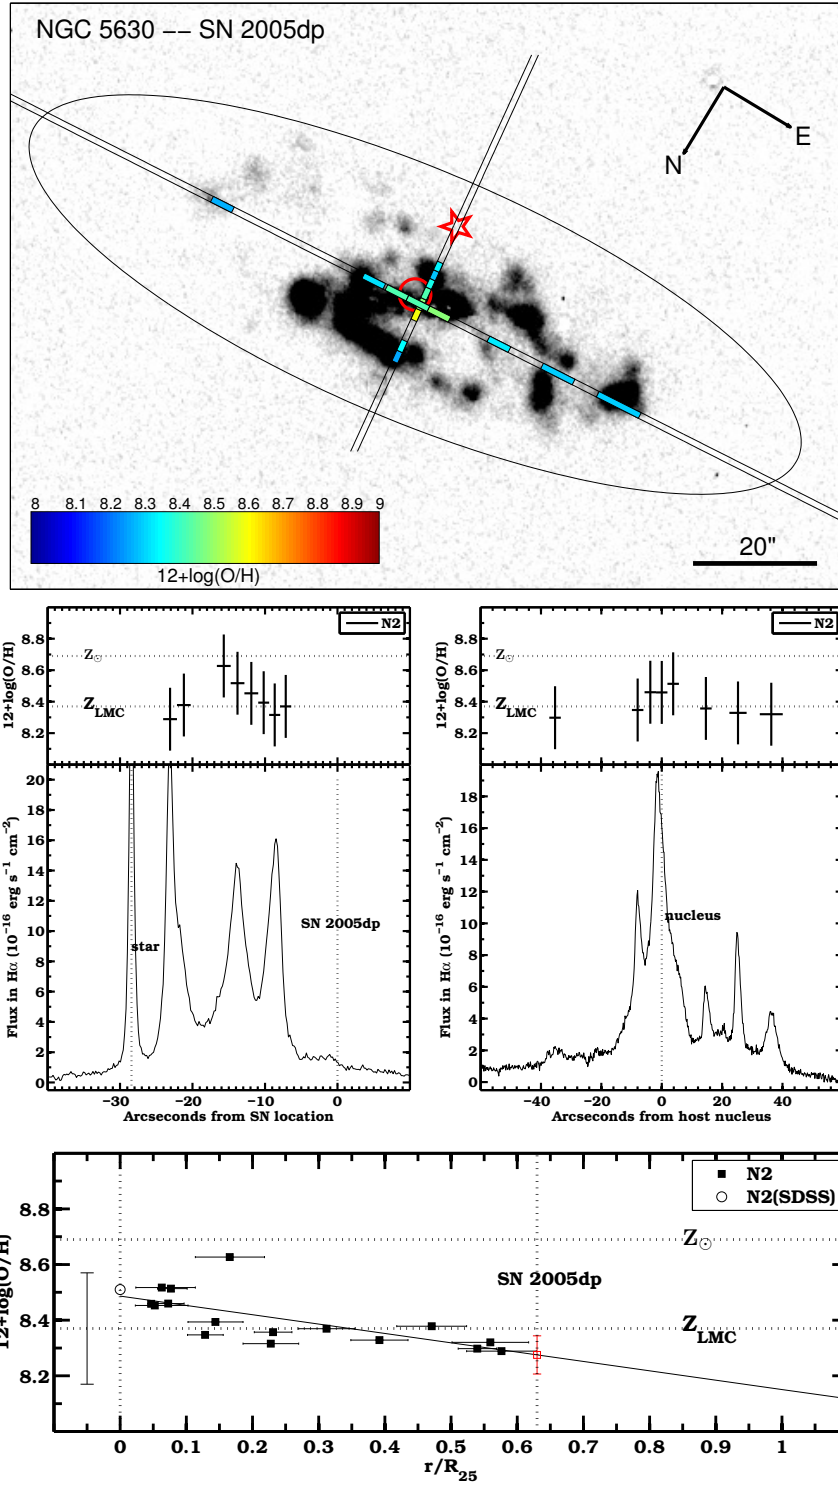 NGC 5630 −− SN 2005dp
N
E
8 8.1 8.2 8.3 8.4 8.5 8.6 8.7 8.8 8.9 9
12+log(O/H)
20"
N2
8.8
8.6
8.4
8.2
12+log(O/H)
Z☉
Z_LMC
20
18
16
14
12
10
8
6
4
2
0
Flux in Hα (10⁻¹⁶ erg s⁻¹ cm⁻²)
star
SN 2005dp
−30 −20 −10 0
Arcseconds from SN location
N2
8.8
8.6
8.4
8.2
12+log(O/H)
Z☉
Z_LMC
20
18
16
14
12
10
8
6
4
2
0
Flux in Hα (10⁻¹⁶ erg s⁻¹ cm⁻²)
nucleus
−40 −20 0 20 40
Arcseconds from host nucleus
N2
N2(SDSS)
8.8
8.6
8.4
8.2
12+log(O/H)
Z☉
SN 2005dp
Z_LMC
0 0.1 0.2 0.3 0.4 0.5 0.6 0.7 0.8 0.9 1
r/R₂₅